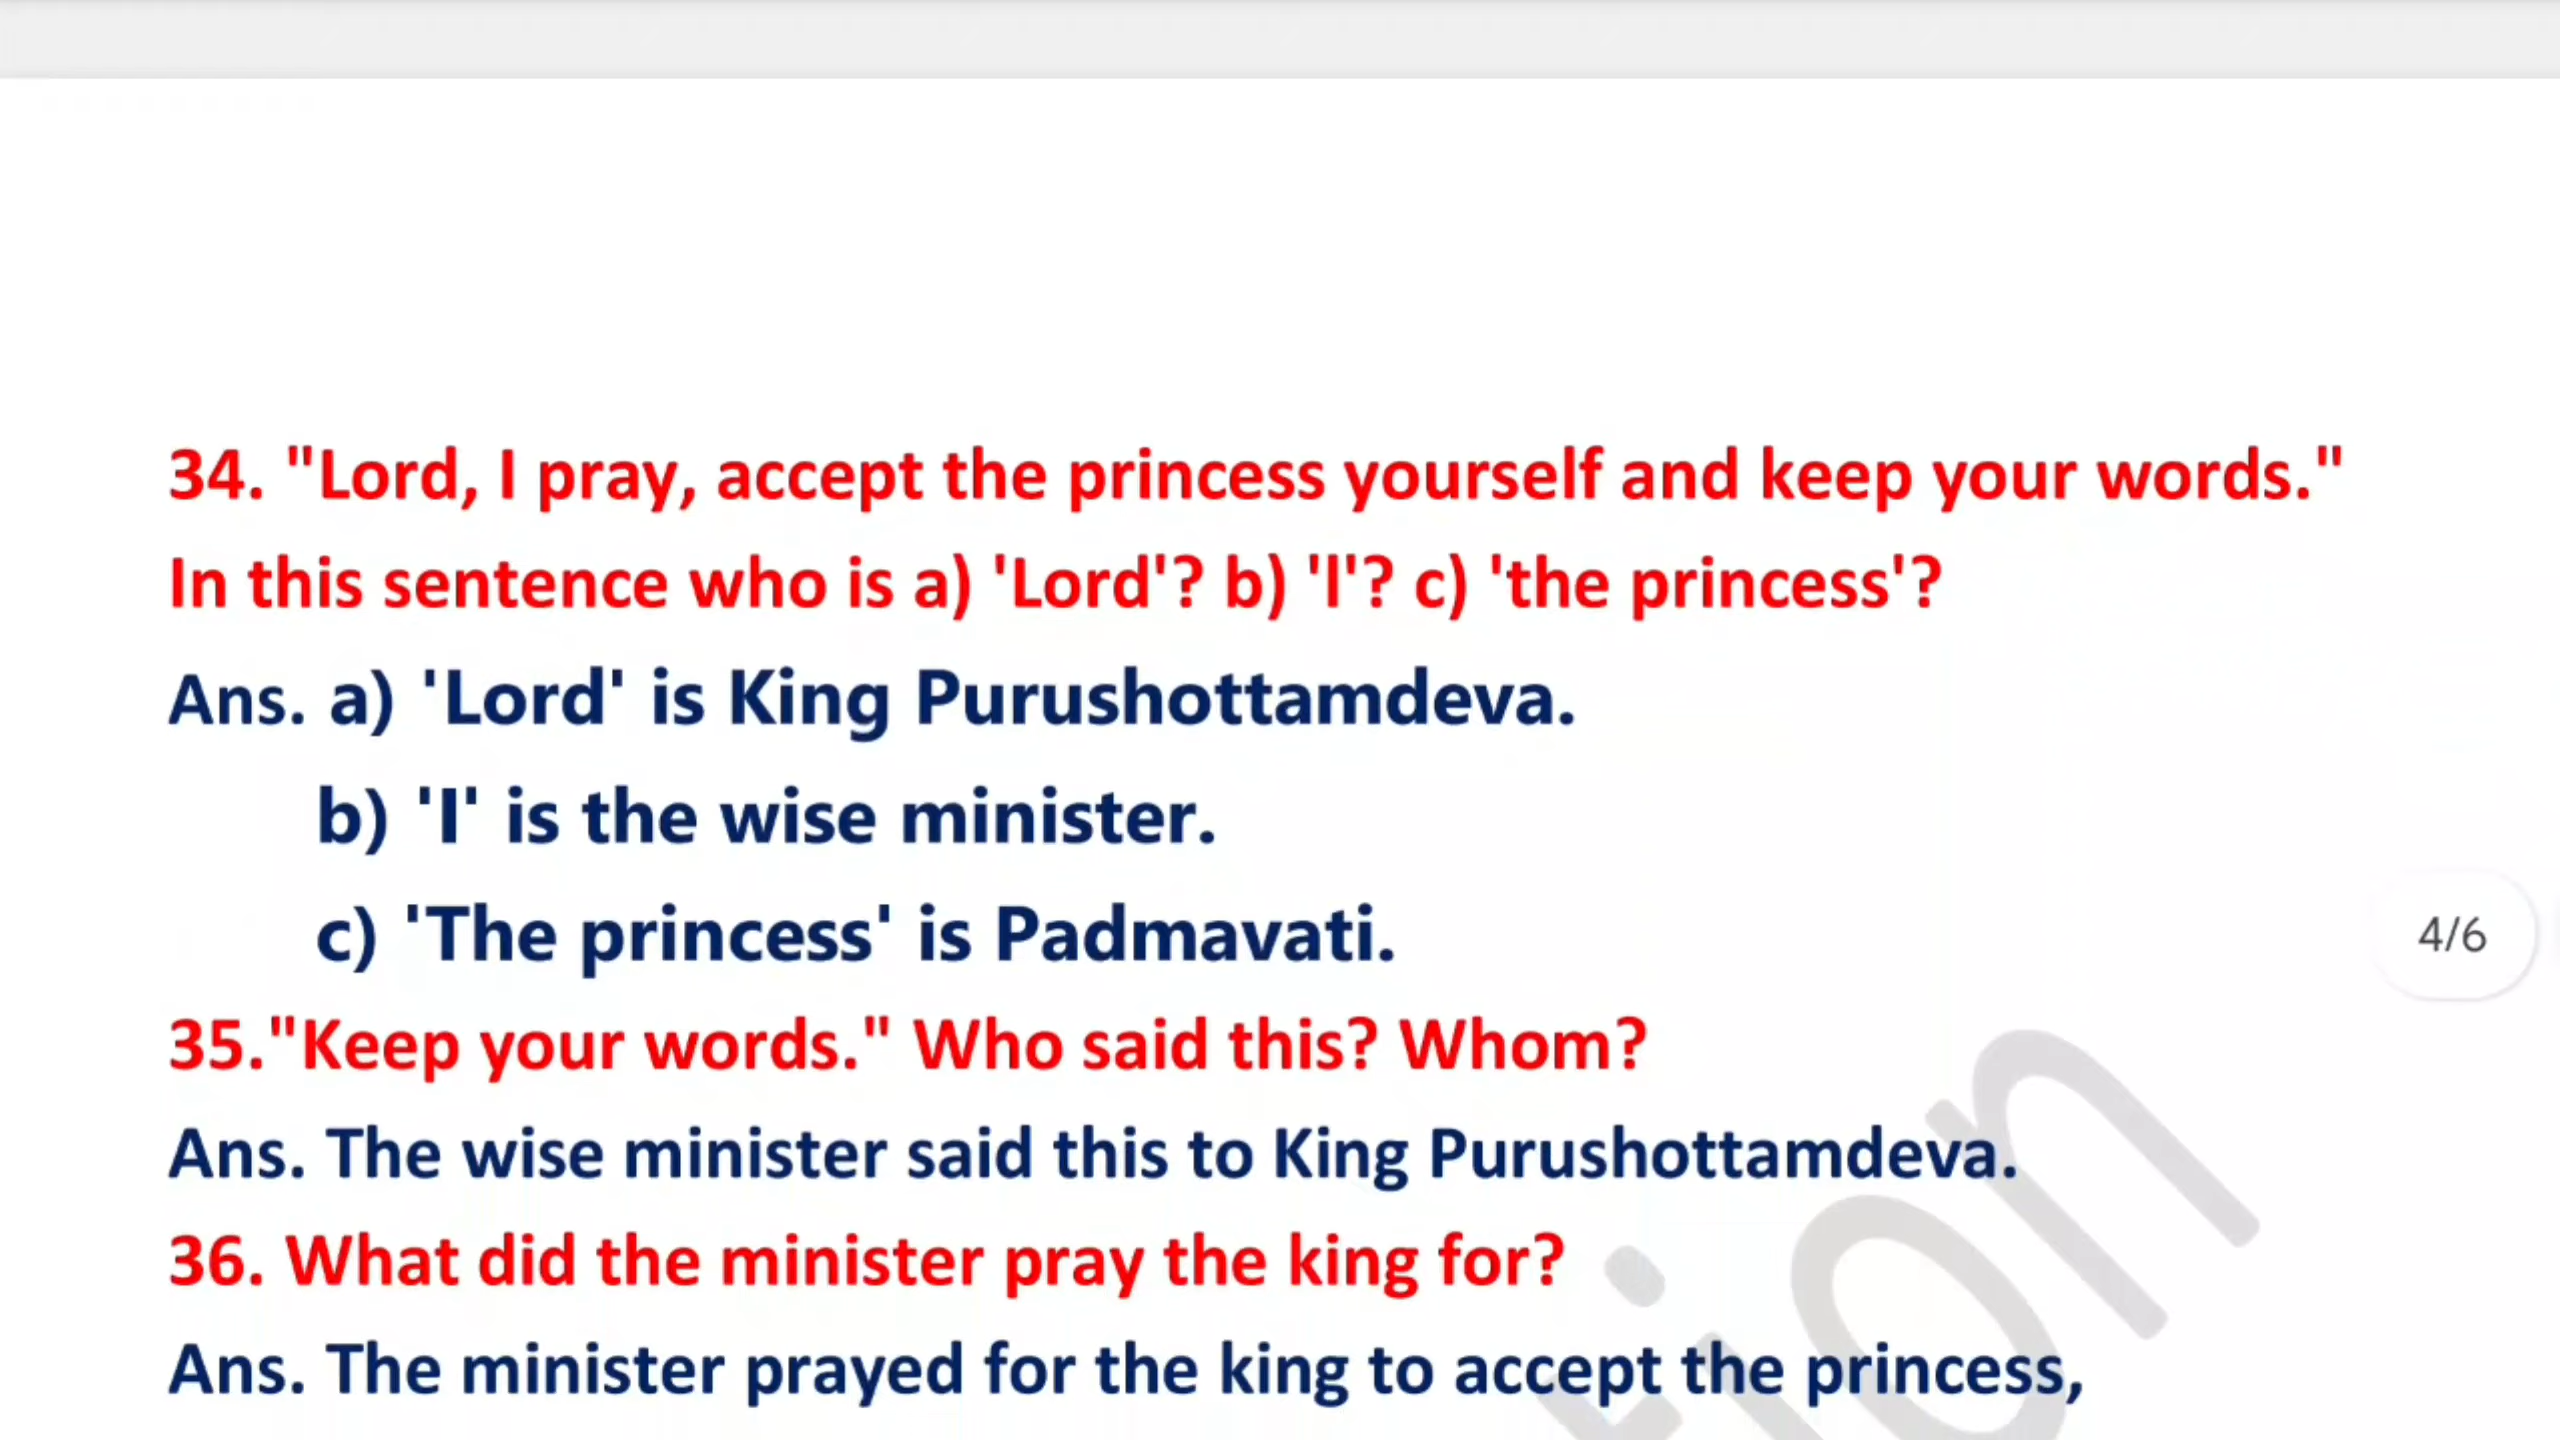 34. "Lord, I pray, accept the princess yourself and keep your words."
In this sentence who is a) 'Lord'? b) 'I'? c) 'the princess'?
Ans. a) 'Lord' is King Purushottamdeva.
b) 'I' is the wise minister.
c) 'The princess' is Padmavati.
4/6
35."Keep your words." Who said this? Whom?
Ans. The wise minister said this to King Purushottamdeva.
36. What did the minister pray the king for?
Ans. The minister prayed for the king to accept the princess,
tion